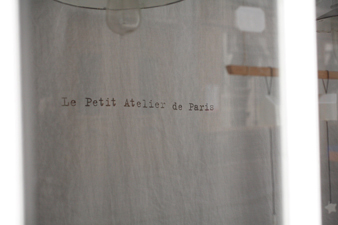 Le Petit Atelier de Paris